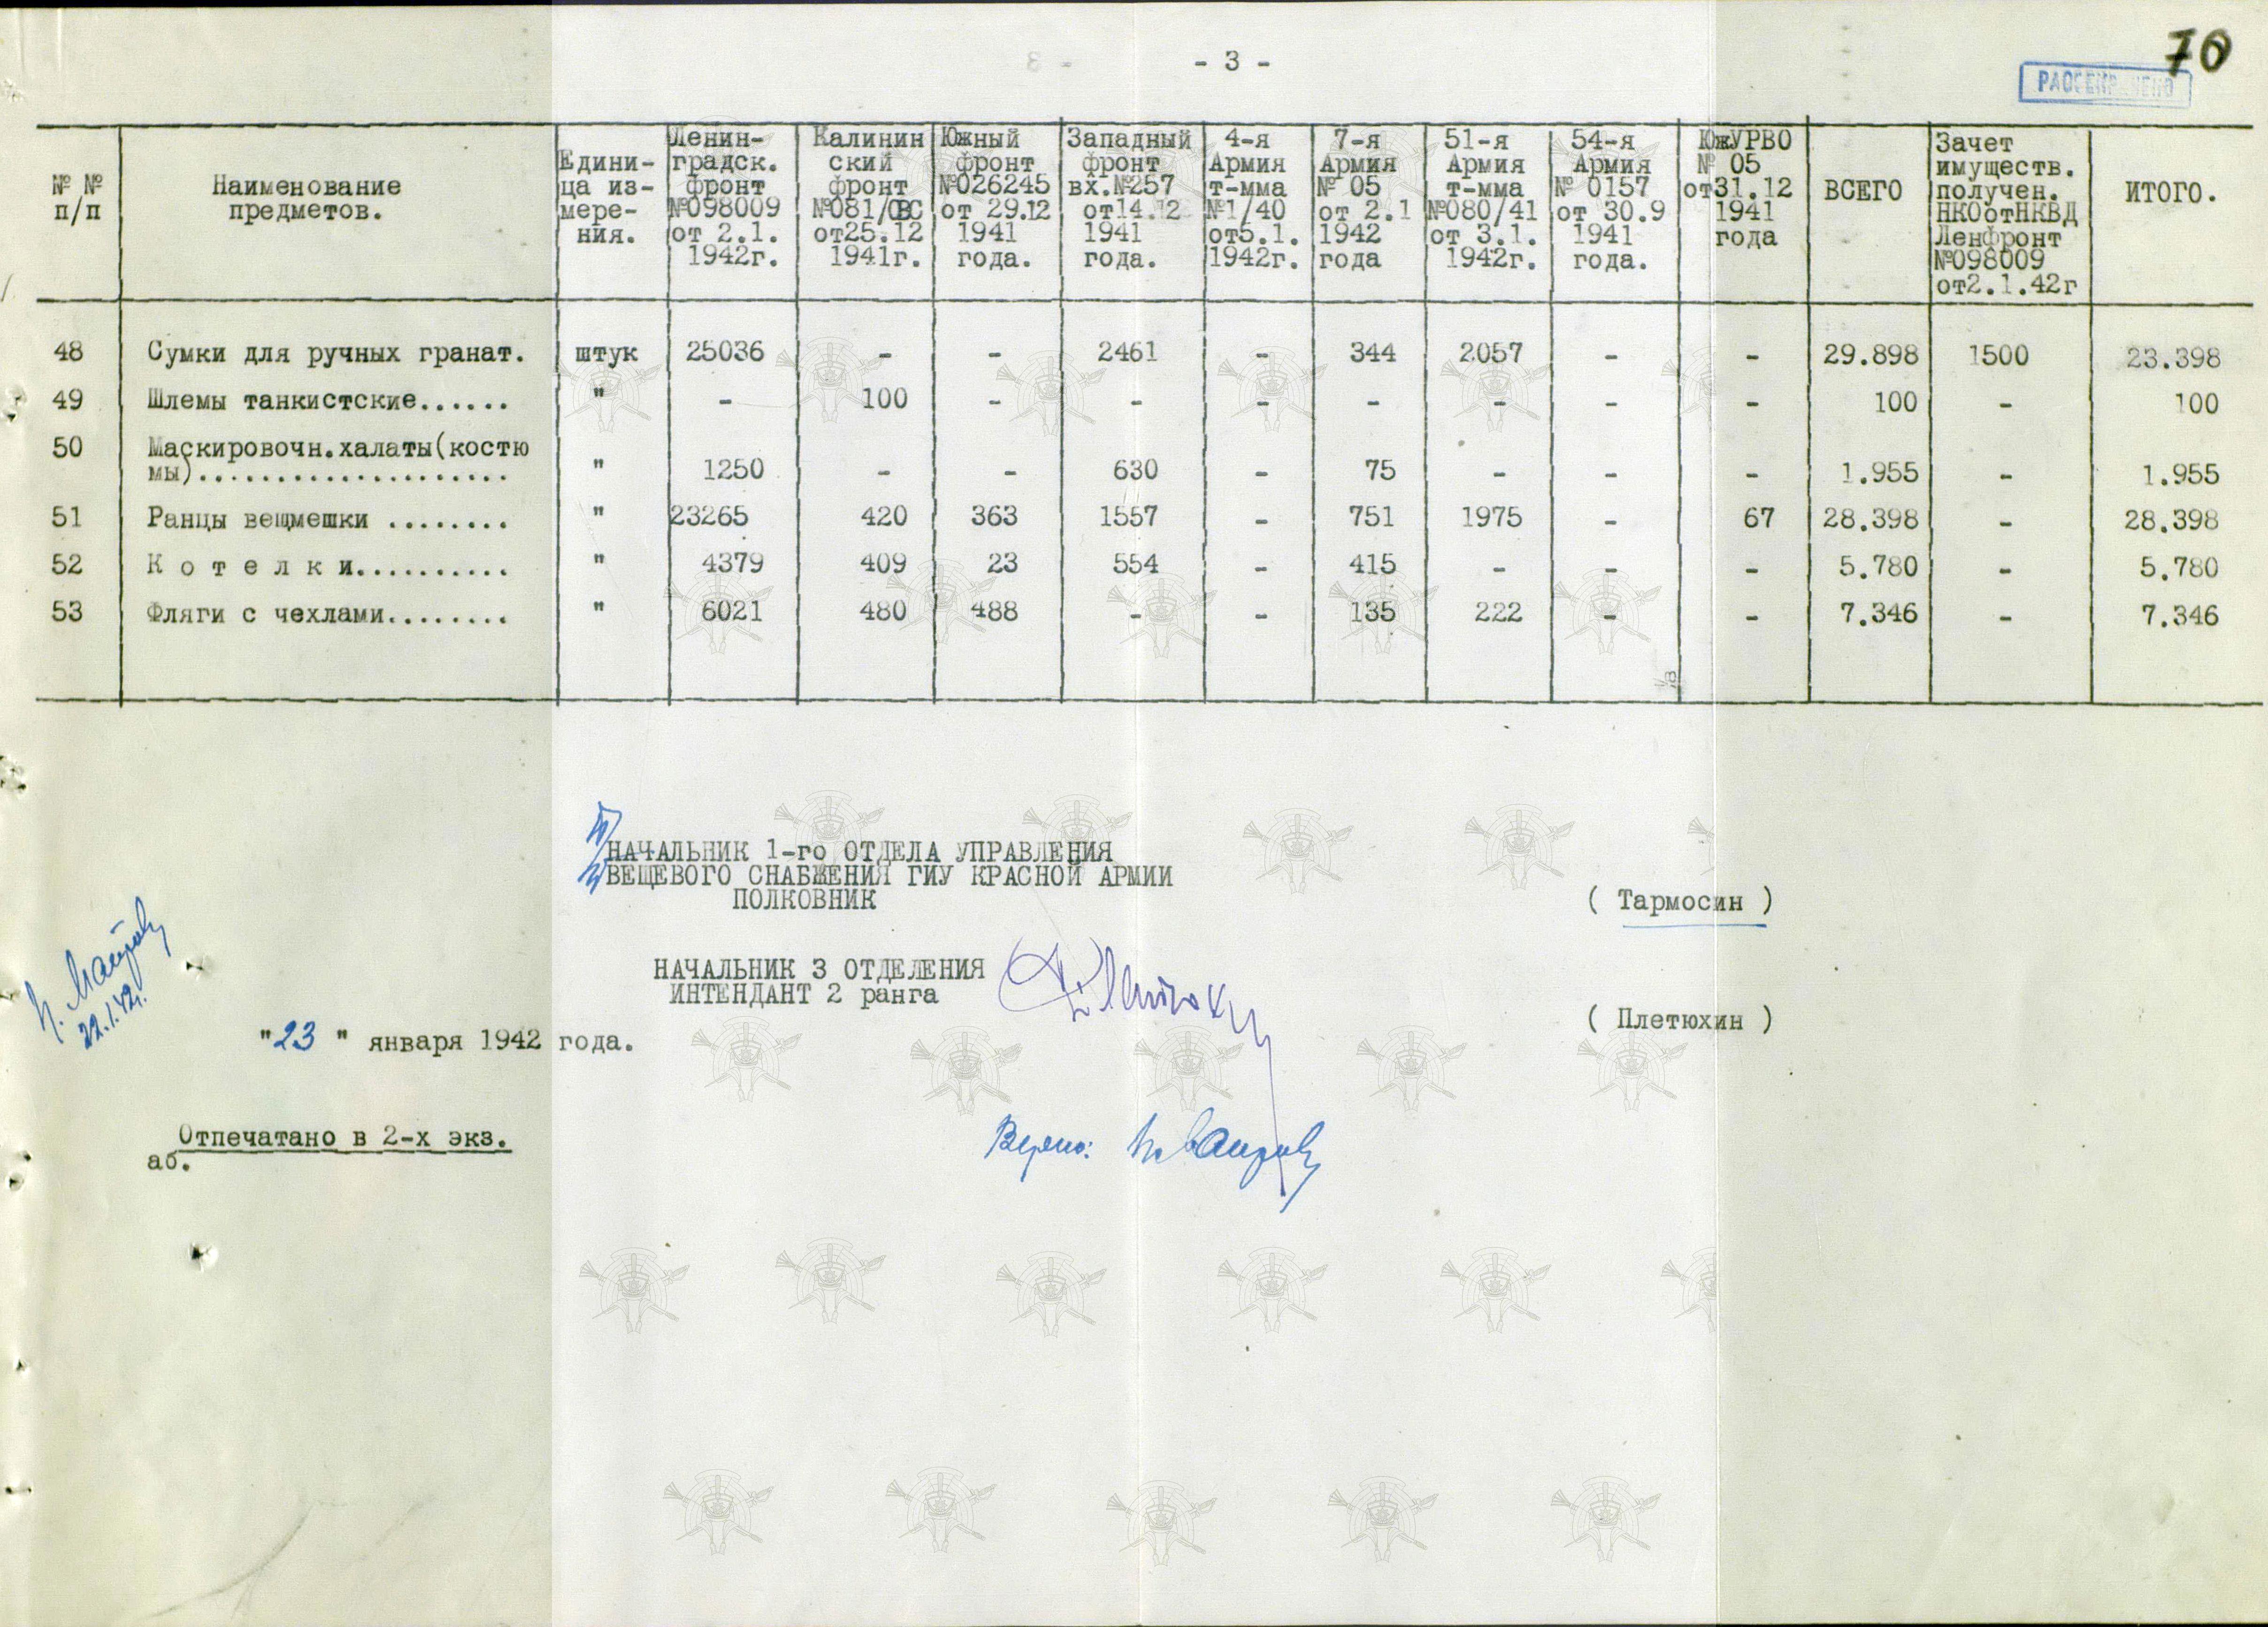 - 3 -
70
РАССЕКРЕЧЕНО
№ № п/п
Наименование предметов.
Едини- ца из- мере- ния.
Ленин- градск. фронт №098009 от 2.1. 1942г.
Калинин ский фронт №081/ОВС от25.12 1941г.
Южный фронт №026245 от 29.12 1941 года.
Западный фронт вх.№257 от14.12 1941 года.
4-я Армия т-мма №1/40 от5.1. 1942г.
7-я Армия № 05 от 2.1 1942 года
51-я Армия т-мма №080/41 от 3.1. 1942г.
54-я Армия № 0157 от 30.9 1941 года.
ЮжУРВО № 05 от31.12 1941 года
ВСЕГО
Зачет имуществ. получен. НКОотНКВД Ленфронт №098009 от2.1.42г
ИТОГО.
48 Сумки для ручных гранат. штук 25036 - - 2461 - 344 2057 - - 29.898 1500 23.398
49 Шлемы танкистские...... " - 100 - - - - - - - 100 - 100
50 Маскировочн.халаты(костю
мы).................... " 1250 - - 630 - 75 - - - 1.955 - 1.955
51 Ранцы вещмешки ........ " 23265 420 363 1557 - 751 1975 - 67 28.398 - 28.398
52 К о т е л к и.......... " 4379 409 23 554 - 415 - - - 5.780 - 5.780
53 Фляги с чехлами........ " 6021 480 488 - - 135 222 - - 7.346 - 7.346
НАЧАЛЬНИК 1-го ОТДЕЛА УПРАВЛЕНИЯ
ВЕЩЕВОГО СНАБЖЕНИЯ ГИУ КРАСНОЙ АРМИИ
ПОЛКОВНИК
( Тармосин )
НАЧАЛЬНИК 3 ОТДЕЛЕНИЯ
ИНТЕНДАНТ 2 ранга
( Плетюхин )
22.1.42г.
"23 " января 1942 года.
Отпечатано в 2-х экз.
аб.
Верно: